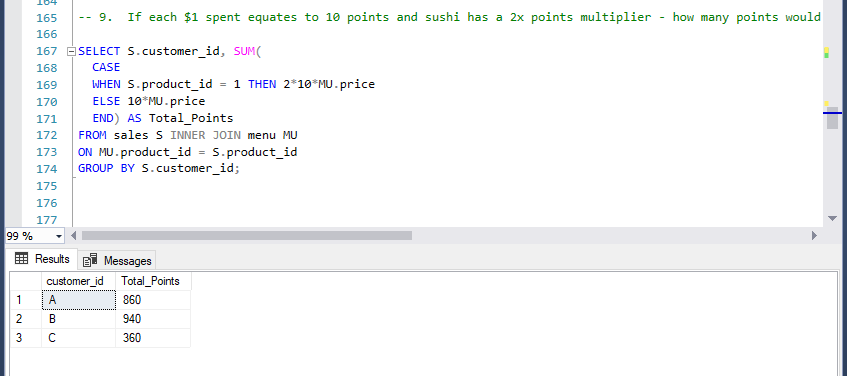 164
165 -- 9. If each $1 spent equates to 10 points and sushi has a 2x points multiplier - how many points would
166
167 SELECT S.customer_id, SUM(
168 CASE
169 WHEN S.product_id = 1 THEN 2*10*MU.price
170 ELSE 10*MU.price
171 END) AS Total_Points
172 FROM sales S INNER JOIN menu MU
173 ON MU.product_id = S.product_id
174 GROUP BY S.customer_id;
175
176
177
99 %
Results Messages
customer_id Total_Points
1 A 860
2 B 940
3 C 360